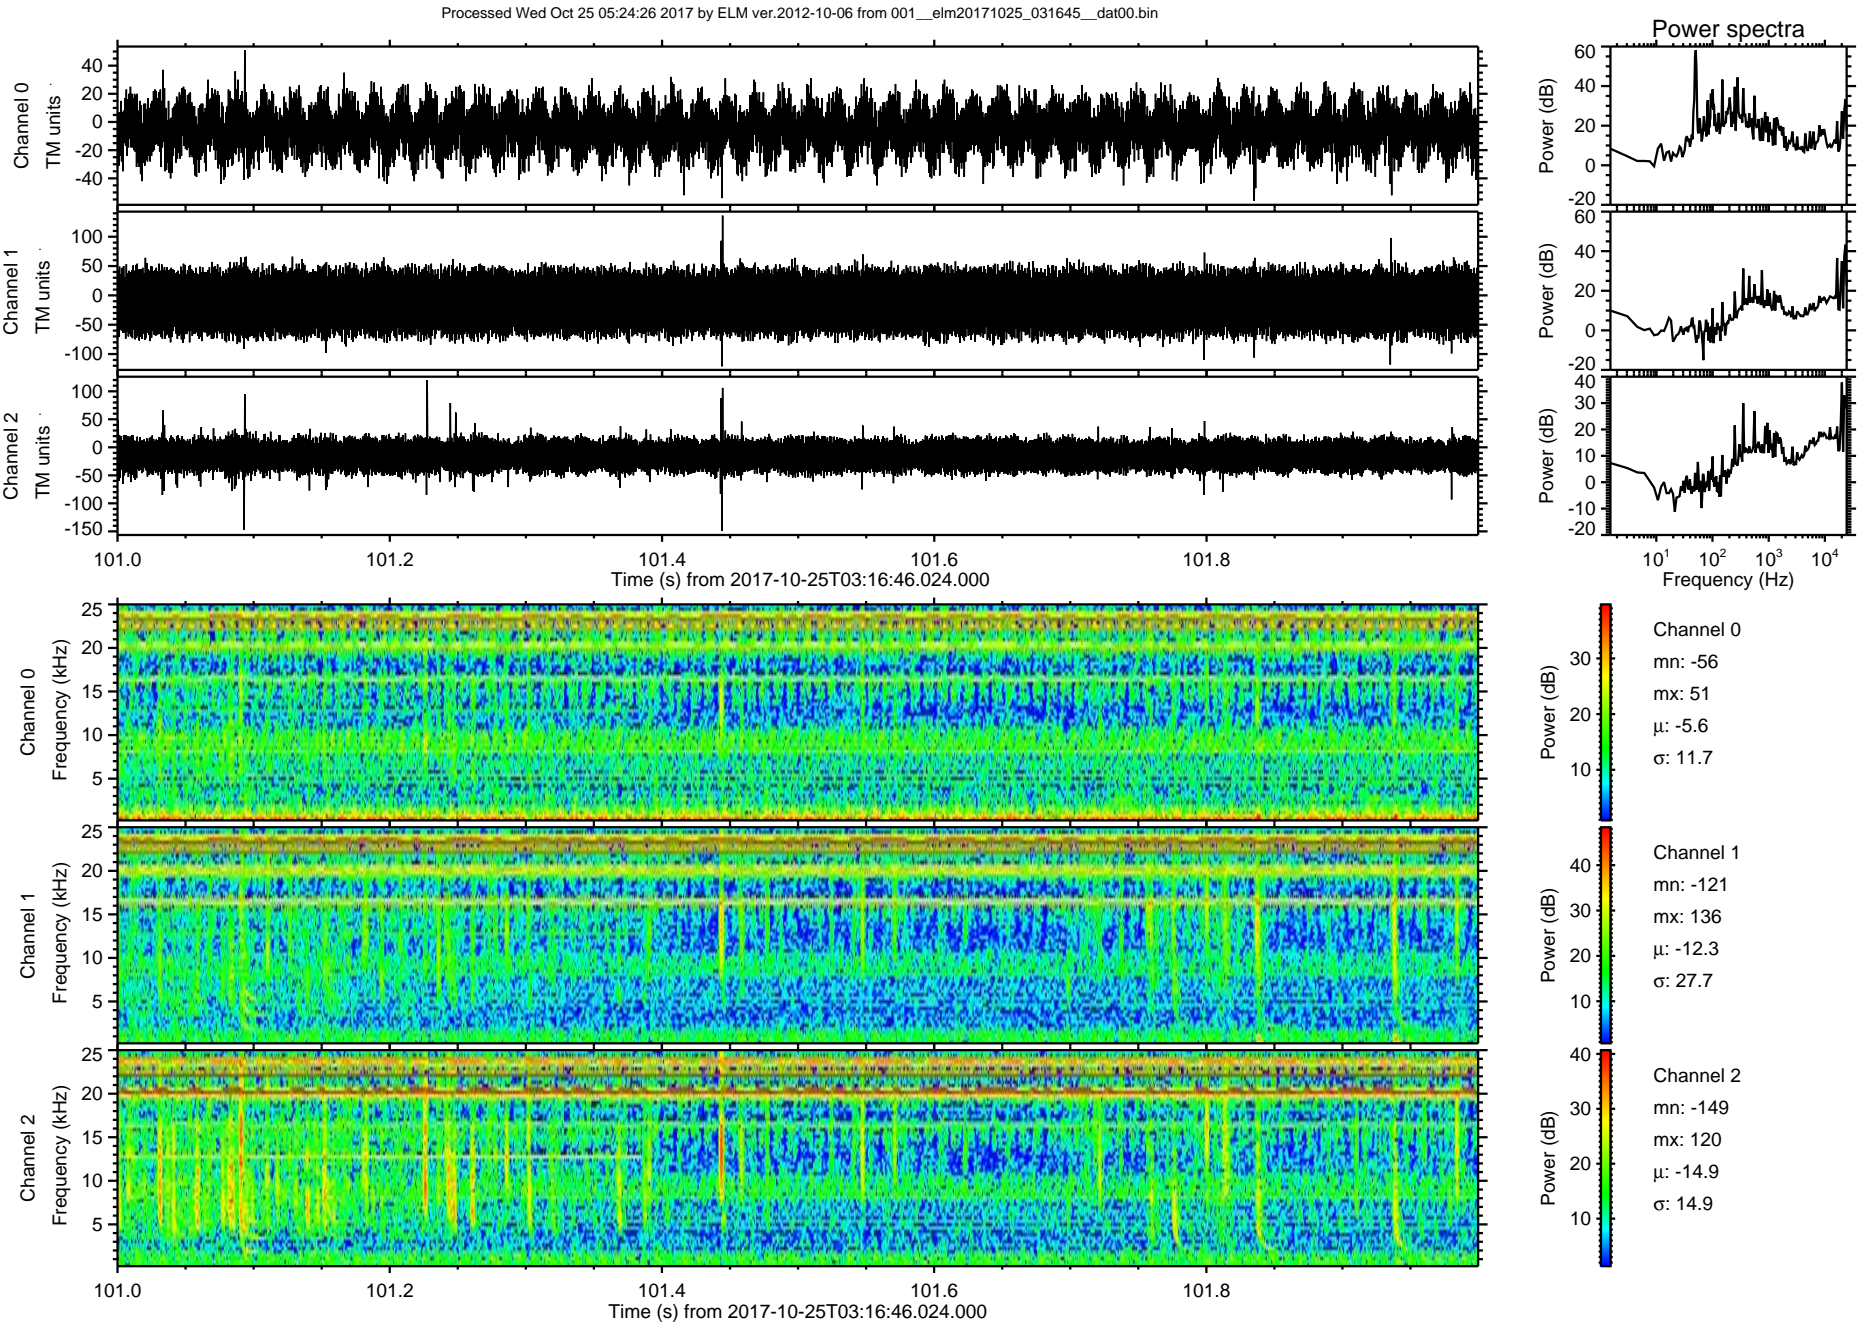 Processed Wed Oct 25 05:24:26 2017 by ELM ver.2012-10-06 from 001__elm20171025_031645__dat00.bin
Power spectra
Channel 0
TM units
40
20
0
-20
-40
Power (dB)
60
40
20
0
-20
Channel 1
TM units
100
50
0
-50
-100
Power (dB)
60
40
20
0
-20
Channel 2
TM units
100
50
0
-50
-100
-150
Power (dB)
40
30
20
10
0
-10
-20
101.0 101.2 101.4 101.6 101.8
Time (s) from 2017-10-25T03:16:46.024.000
10^1 10^2 10^3 10^4
Frequency (Hz)
Channel 0
Frequency (kHz)
25
20
15
10
5
Power (dB)
30
20
10
Channel 0
mn: -56
mx: 51
μ: -5.6
σ: 11.7
Channel 1
Frequency (kHz)
25
20
15
10
5
Power (dB)
40
30
20
10
Channel 1
mn: -121
mx: 136
μ: -12.3
σ: 27.7
Channel 2
Frequency (kHz)
25
20
15
10
5
Power (dB)
40
30
20
10
Channel 2
mn: -149
mx: 120
μ: -14.9
σ: 14.9
101.0 101.2 101.4 101.6 101.8
Time (s) from 2017-10-25T03:16:46.024.000